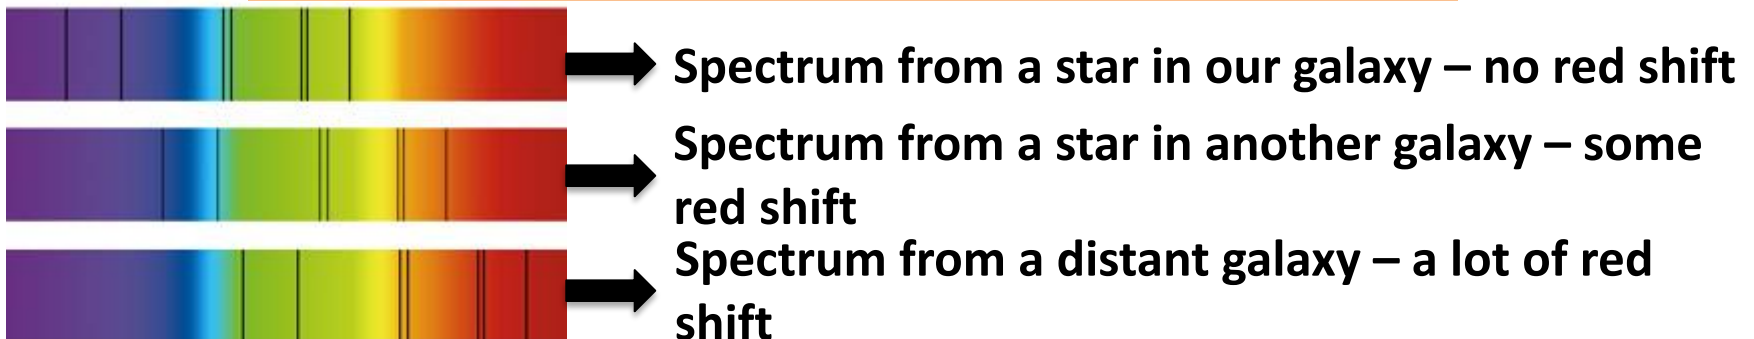 Spectrum from a star in our galaxy – no red shift
Spectrum from a star in another galaxy – some
red shift
Spectrum from a distant galaxy – a lot of red
shift